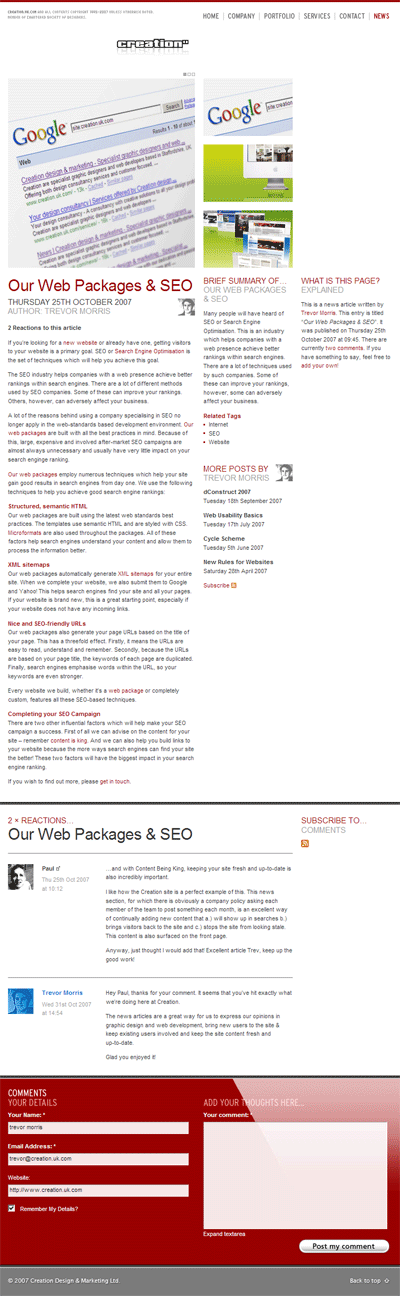 CREATION.UK.COM AND ALL CONTENTS COPYRIGHT 1998-2007 UNLESS OTHERWISE NOTED.
MEMBER OF CHARTERED SOCIETY OF DESIGNERS
HOME | COMPANY | PORTFOLIO | SERVICES | CONTACT | NEWS
creation
Google
site:creation.uk.com
Search
Web
Results 1 - 10 of about
Creation design & marketing - Specialist graphic designers and web
Our Web Packages & SEO
THURSDAY 25TH OCTOBER 2007
AUTHOR: TREVOR MORRIS
2 Reactions to this article
If you're looking for a new website or already have one, getting visitors
to your website is a primary goal. SEO or Search Engine Optimisation is
the set of techniques which will help you achieve this goal.
The SEO industry helps companies with a web presence achieve better
rankings within search engines. There are a lot of different methods
used by SEO companies. Some of these can improve your rankings.
Others, however, can adversely affect your business.
A lot of the reasons behind using a company specialising in SEO no
longer apply in the web-standards based development environment. Our
web packages are built with all the best practices in mind. Because of
this, large, expensive and involved after-market SEO campaigns are
almost always unnecessary and usually have very little impact on your
search engine ranking.
Our web packages employ numerous techniques which help your site
gain good results in search engines from day one. We use the following
techniques to help you achieve good search engine rankings:
Structured, semantic HTML
Our web packages are built using the latest web standards best
practices. The templates use semantic HTML and are styled with CSS.
Microformats are also used throughout the packages. All of these
factors help search engines understand your content and allow them to
process the information better.
XML sitemaps
Our web packages automatically generate XML sitemaps for your entire
site. When we complete your website, we also submit them to Google
and Yahoo! This helps search engines find your site and all your pages.
If your website is brand new, this is a great starting point, especially if
your website does not have any incoming links.
Nice and SEO-friendly URLs
Our web packages also generate your page URLs based on the title of
your page. This has a threefold effect. Firstly, it means the URLs are
easy to read, understand and remember. Secondly, because the URLs
are based on your page title, the keywords of each page are duplicated.
Finally, search engines emphasise words within the URL, so your
keywords are even stronger.
Every website we build, whether it's a web package or completely
custom, features all these SEO-based techniques.
Completing your SEO Campaign
There are two other influential factors which will help make your SEO
campaign a success. First of all we can advise on the content for your
site – remember content is king. And we can also help you build links to
your website because the more ways search engines can find your site
the better! These two factors will have the biggest impact in your search
engine ranking.
If you wish to find out more, please get in touch.
BRIEF SUMMARY OF...
OUR WEB PACKAGES
& SEO
Many people will have heard of
SEO or Search Engine
Optimisation. This is an industry
which helps companies with a
web presence achieve better
rankings within search engines.
There are a lot of techniques used
by such companies. Some of
these can improve your rankings,
however, some can adversely
affect your business.
Related Tags
Internet
SEO
Website
MORE POSTS BY
TREVOR MORRIS
dConstruct 2007
Tuesday 18th September 2007
Web Usability Basics
Tuesday 17th July 2007
Cycle Scheme
Tuesday 5th June 2007
New Rules for Websites
Saturday 28th April 2007
Subscribe
WHAT IS THIS PAGE?
EXPLAINED
This is a news article written by
Trevor Morris. This entry is titled
"Our Web Packages & SEO". It
was published on Thursday 25th
October 2007 at 09:45. There are
currently two comments. If you
have something to say, feel free to
add your own!
2 × REACTIONS...
Our Web Packages & SEO
SUBSCRIBE TO...
COMMENTS
Paul
Thu 25th Oct 2007
at 10:12
...and with Content Being King, keeping your site fresh and up-to-date is
also incredibly important.
I like how the Creation site is a perfect example of this. This news
section, for which there is obviously a company policy asking each
member of the team to post something each month, is an excellent way
of continually adding new content that a.) will show up in searches b.)
brings visitors back to the site and c.) stops the site from looking stale.
This content is also surfaced on the front page.
Anyway, just thought I would add that! Excellent article Trev, keep up the
good work!
Trevor Morris
Wed 31st Oct 2007
at 14:54
Hey Paul, thanks for your comment. It seems that you've hit exactly what
we're doing here at Creation.
The news articles are a great way for us to express our opinions in
graphic design and web development, bring new users to the site &
keep existing users involved and keep the site content fresh and
up-to-date.
Glad you enjoyed it!
COMMENTS
YOUR DETAILS
Your Name: *
trevor morris
Email Address: *
trevor@creation.uk.com
Website:
http://www.creation.uk.com
Remember My Details?
ADD YOUR THOUGHTS HERE...
Your comment: *
Expand textarea
Post my comment
© 2007 Creation Design & Marketing Ltd.
Back to top